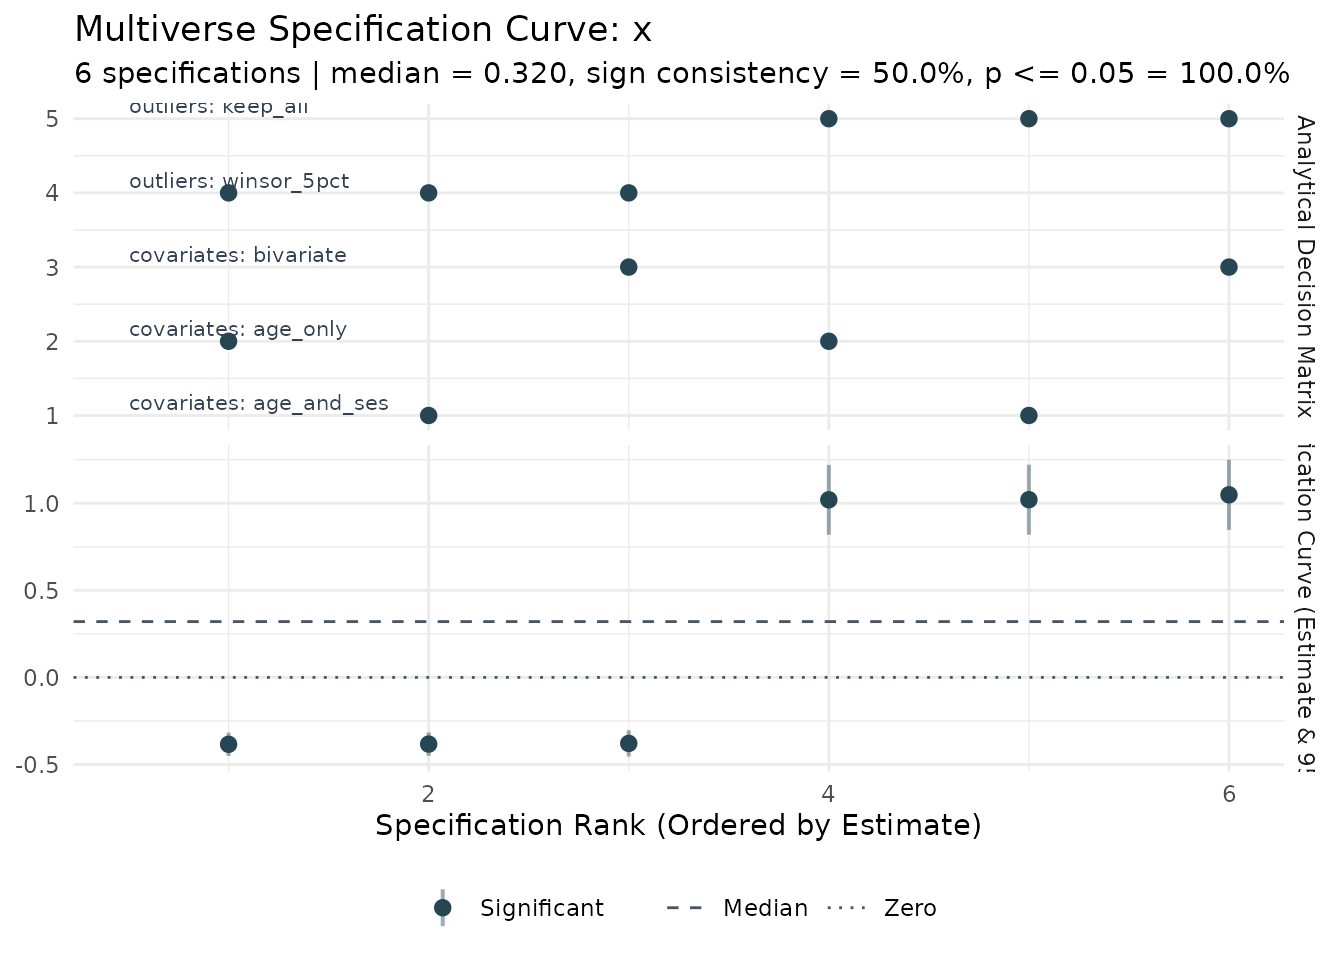 Multiverse Specification Curve: x
6 specifications | median = 0.320, sign consistency = 50.0%, p <= 0.05 = 100.0%
outliers: keep_all
5
outliers: winsor_5pct
4
covariates: bivariate
3
covariates: age_only
2
covariates: age_and_ses
1
Analytical Decision Matrix
1.0
0.5
0.0
-0.5
ication Curve (Estimate & 9
2 4 6
Specification Rank (Ordered by Estimate)
Significant Median Zero